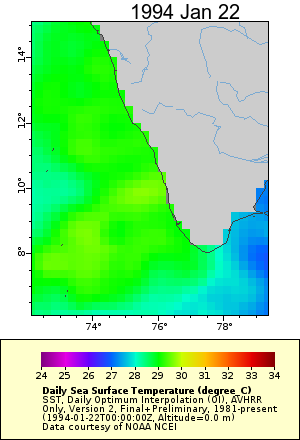 1994 Jan 22
14°
12°
10°
8°
74°
76°
78°
24 25 26 27 28 29 30 31 32 33 34
Daily Sea Surface Temperature (degree_C)
SST, Daily Optimum Interpolation (OI), AVHRR
Only, Version 2, Final+Preliminary, 1981-present
(1994-01-22T00:00:00Z, Altitude=0.0 m)
Data courtesy of NOAA NCEI